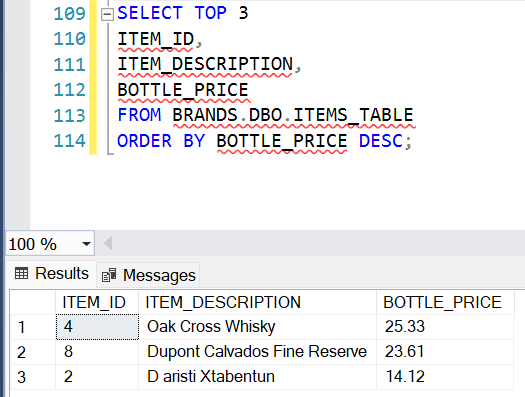 109 SELECT TOP 3
110 ITEM_ID,
111 ITEM_DESCRIPTION,
112 BOTTLE_PRICE
113 FROM BRANDS.DBO.ITEMS_TABLE
114 ORDER BY BOTTLE_PRICE DESC;
100 %
Results Messages
ITEM_ID ITEM_DESCRIPTION BOTTLE_PRICE
1 4 Oak Cross Whisky 25.33
2 8 Dupont Calvados Fine Reserve 23.61
3 2 D aristi Xtabentun 14.12